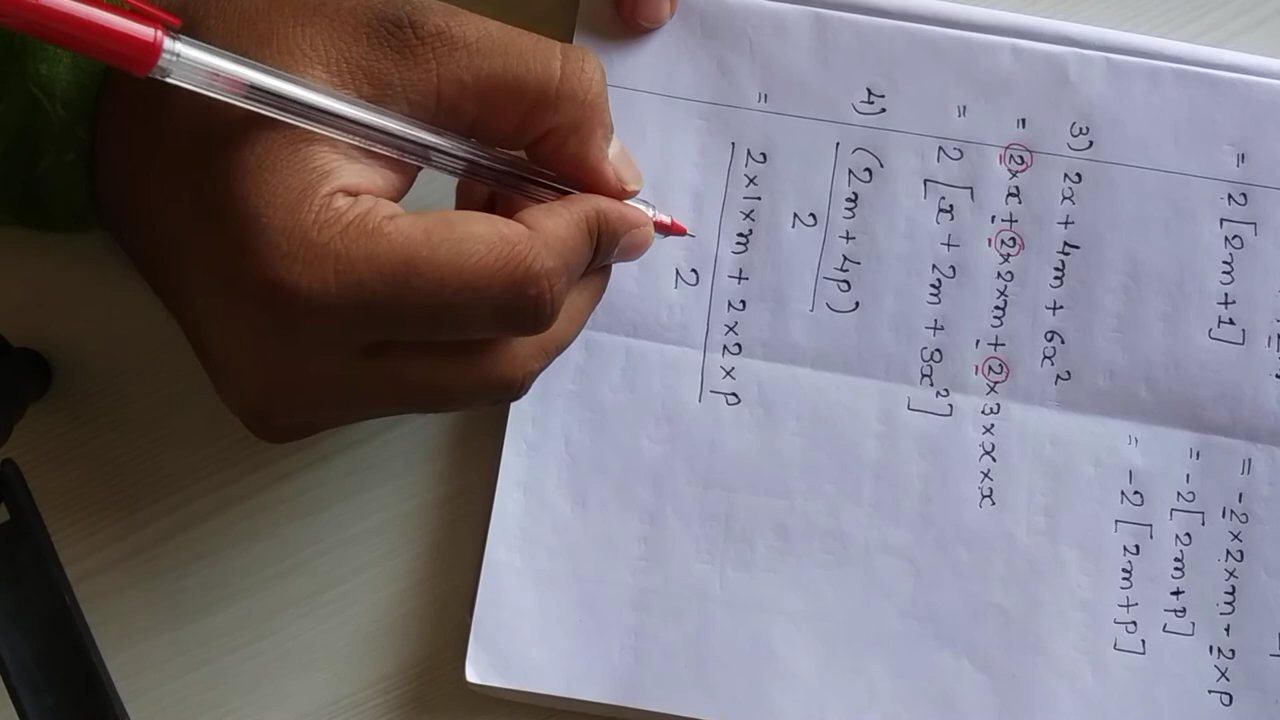 = 2 [2m+1]
= -2×2×m - 2×p
= -2 [2m+p]
= -2 [2m+p]
3) 2x + 4m + 6x²
= 2×x + 2×2×m + 2×3×x×x
= 2 [x + 2m + 3x²]
4) (2m + 4p)
2
= 2×1×m + 2×2×p
2